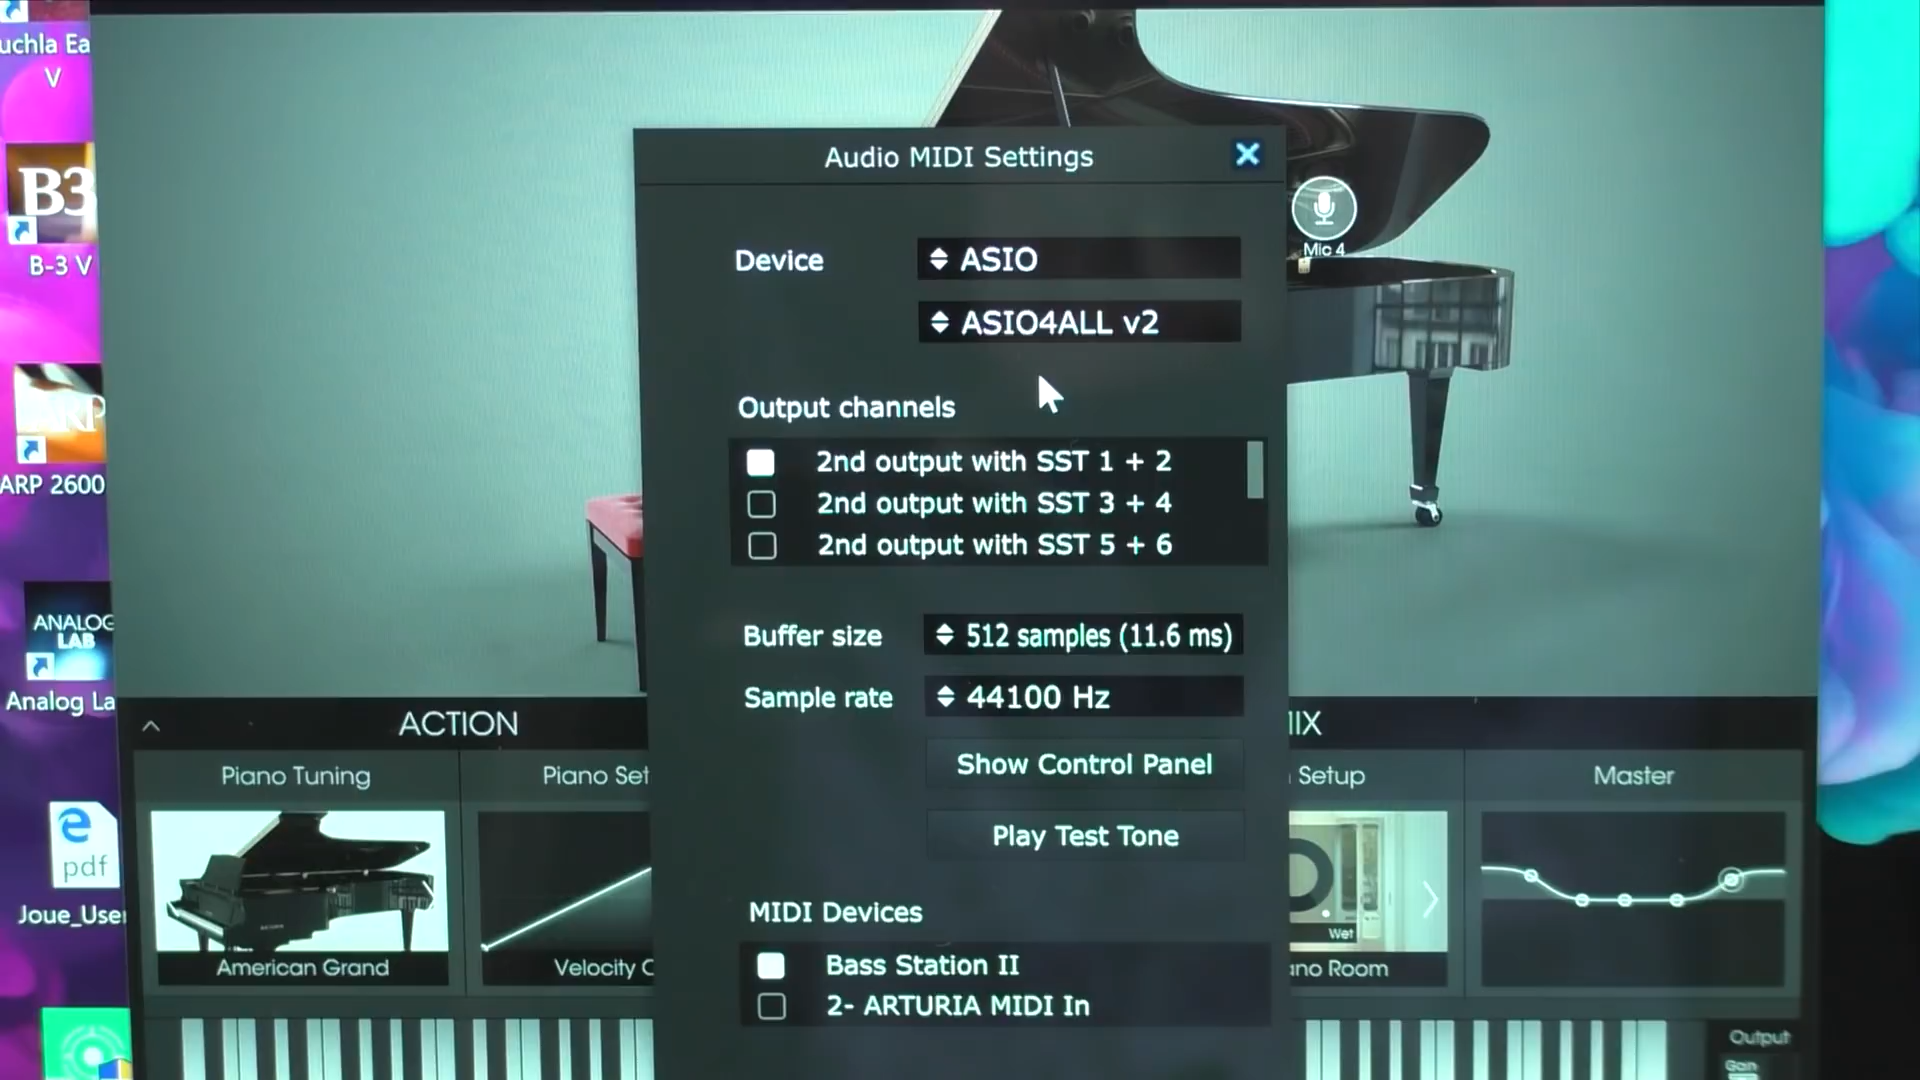 uchla Ea
V
B3
B-3 V
ARP
ARP 2600
ANALOG
LAB
Analog La
pdf
Joue_User
Audio MIDI Settings
Mic 4
Device
ASIO
ASIO4ALL v2
Output channels
2nd output with SST 1 + 2
2nd output with SST 3 + 4
2nd output with SST 5 + 6
Buffer size
512 samples (11.6 ms)
Sample rate
44100 Hz
Show Control Panel
Play Test Tone
MIDI Devices
Bass Station II
2- ARTURIA MIDI In
ACTION
IX
Piano Tuning
Piano Set
Setup
Master
American Grand
Velocity C
Wet
no Room
Output
Gain